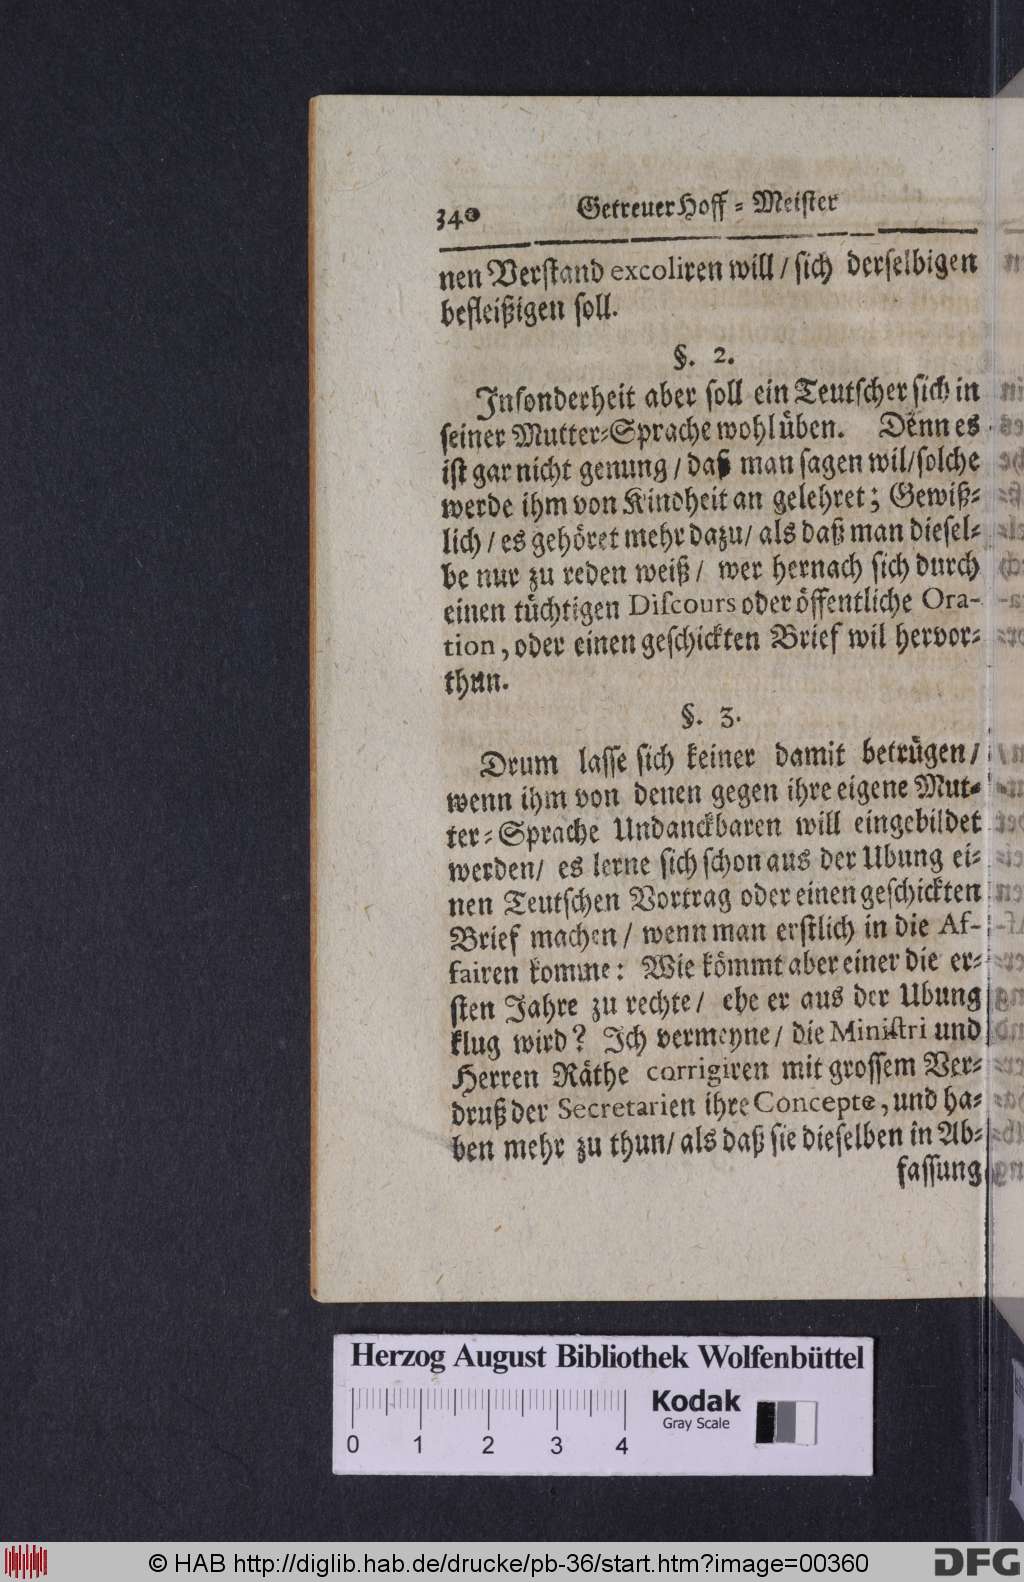 340 Getreuer Hoff-Meister
nen Verstand excoliren will / sich derselbigen
befleißigen soll.
§. 2.
Insonderheit aber soll ein Teutscher sich in
seiner Mutter-Sprache wohl üben. Denn es
ist gar nicht genung / daß man sagen wil / solche
werde ihm von Kindheit an gelehret; Gewiß-
lich / es gehöret mehr dazu / als daß man diesel-
be nur zu reden weiß / wer hernach sich durch
einen tüchtigen Discours oder öffentliche Ora-
tion, oder einen geschickten Brief wil hervor-
thun.
§. 3.
Drum lasse sich keiner damit betrügen /
wenn ihm von denen gegen ihre eigene Mut-
ter-Sprache Undanckbaren will eingebildet
werden / es lerne sich schon aus der Ubung ei-
nen Teutschen Vortrag oder einen geschickten
Brief machen / wenn man erstlich in die Af-
fairen komme: Wie kömmt aber einer die er-
sten Jahre zu rechte / ehe er aus der Ubung
klug wird? Ich vermeyne / die Ministri und
Herren Räthe corrigiren mit grossem Ver-
druß der Secretarien ihre Concepte, und ha-
ben mehr zu thun / als daß sie dieselben in Ab-
fassung
Herzog August Bibliothek Wolfenbüttel
Kodak
Gray Scale
0 1 2 3 4
© HAB http://diglib.hab.de/drucke/pb-36/start.htm?image=00360
DFG